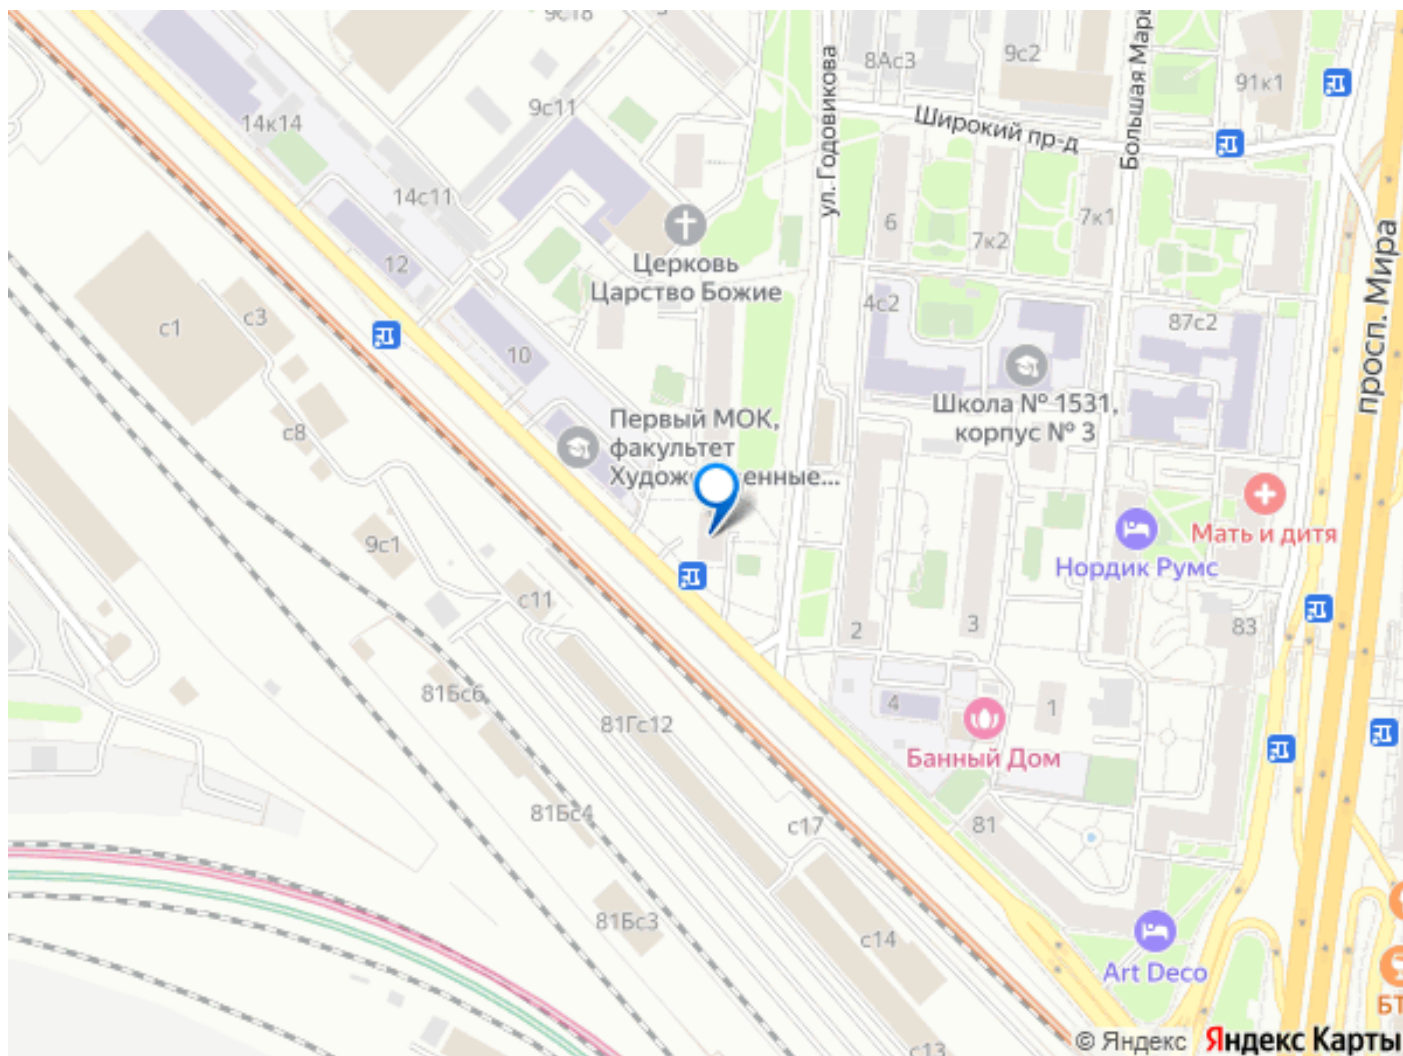 9с18
8Ас3
9с2
91к1
Большая Мар
ул. Годовикова
Широкий пр-д
9с11
14к14
14с11
12
6
7к2
7к1
просп. Мира
Церковь
Царство Божие
4с2
87с2
с1
с3
10
с8
Школа № 1531,
корпус № 3
Первый МОК,
факультет
Худож
енные...
Мать и дитя
9с1
Нордик Румс
с11
2
3
83
81Бс6
4
1
81Гс12
Банный Дом
81Бс4
с17
81
81Бс3
с14
Art Deco
БТ
с13
© Яндекс
Яндекс Карты